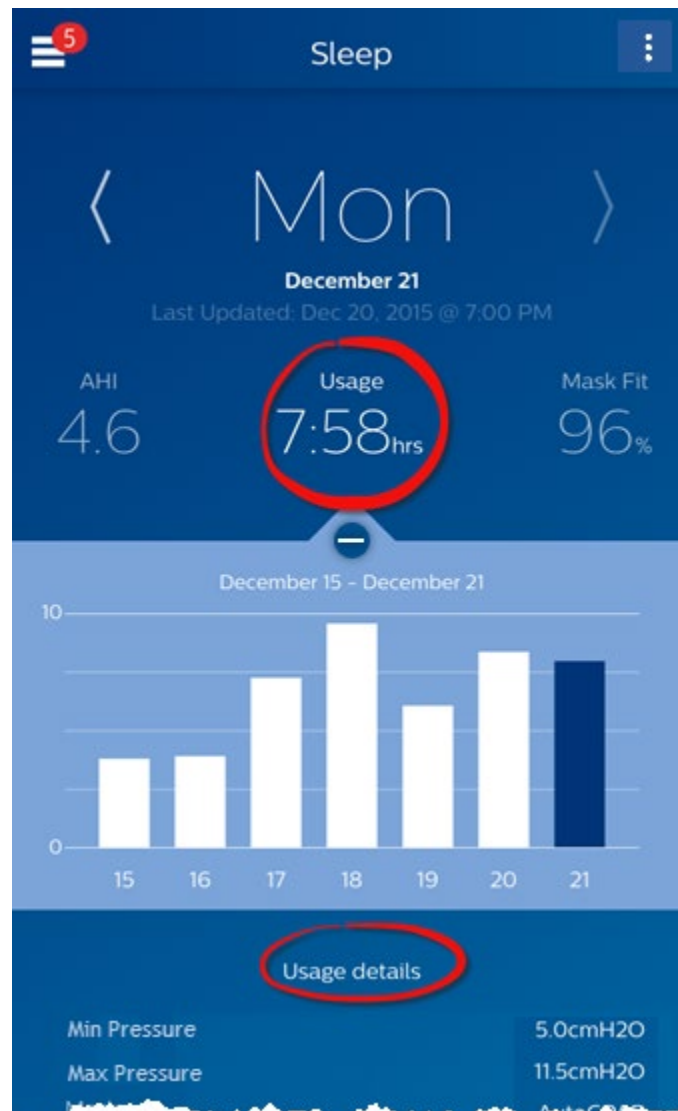 5
Sleep
Mon
December 21
Last Updated: Dec 20, 2015 @ 7:00 PM
AHI Usage Mask Fit
4.6 7:58hrs 96%
December 15 - December 21
10
0
15 16 17 18 19 20 21
Usage details
Min Pressure 5.0cmH2O
Max Pressure 11.5cmH2O